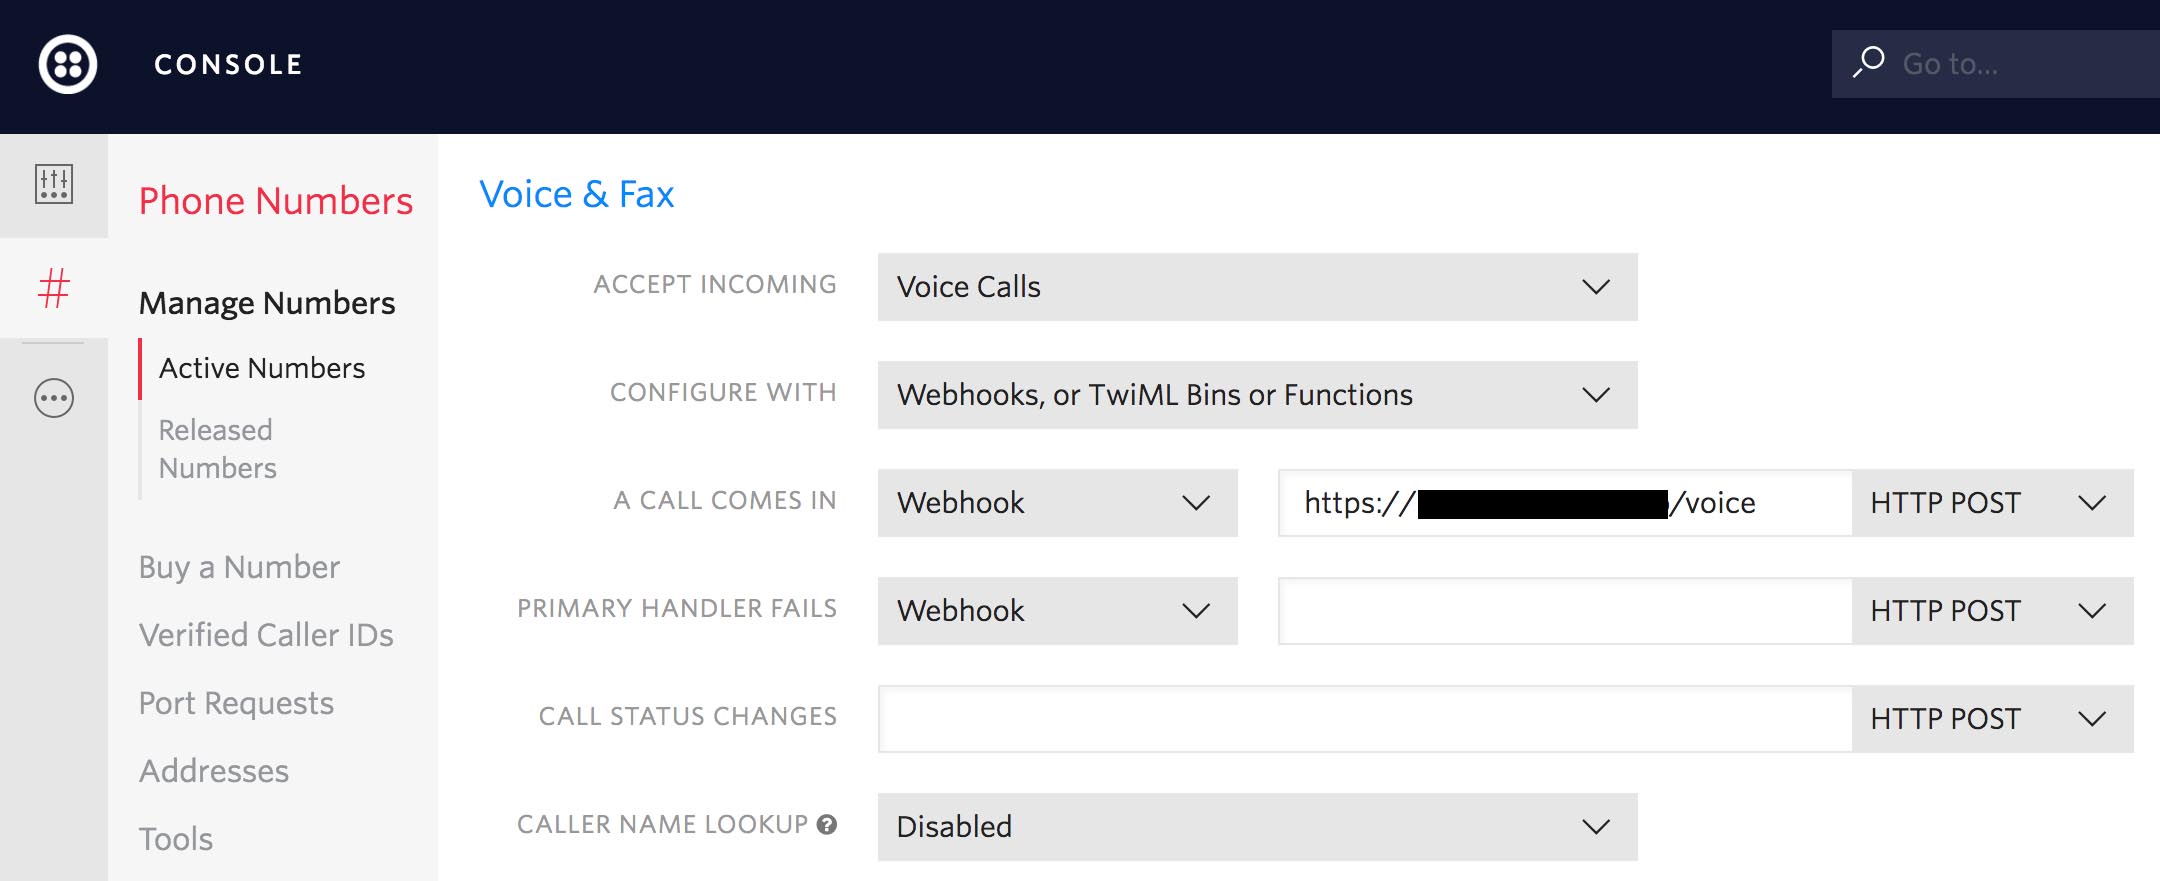 CONSOLE
Go to...
Phone Numbers
Manage Numbers
Active Numbers
Released
Numbers
Buy a Number
Verified Caller IDs
Port Requests
Addresses
Tools
Voice & Fax
ACCEPT INCOMING Voice Calls
CONFIGURE WITH Webhooks, or TwiML Bins or Functions
A CALL COMES IN Webhook https:// /voice HTTP POST
PRIMARY HANDLER FAILS Webhook HTTP POST
CALL STATUS CHANGES HTTP POST
CALLER NAME LOOKUP ? Disabled